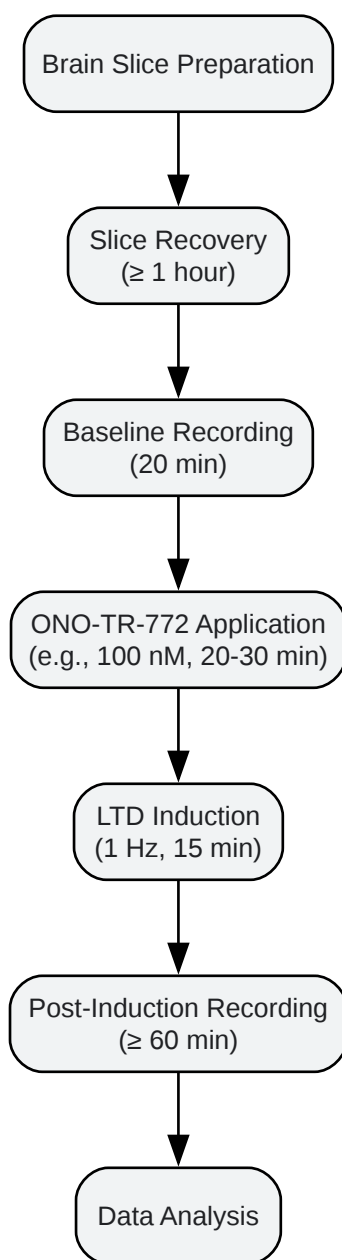 Brain Slice Preparation
Slice Recovery
(≥ 1 hour)
Baseline Recording
(20 min)
ONO-TR-772 Application
(e.g., 100 nM, 20-30 min)
LTD Induction
(1 Hz, 15 min)
Post-Induction Recording
(≥ 60 min)
Data Analysis